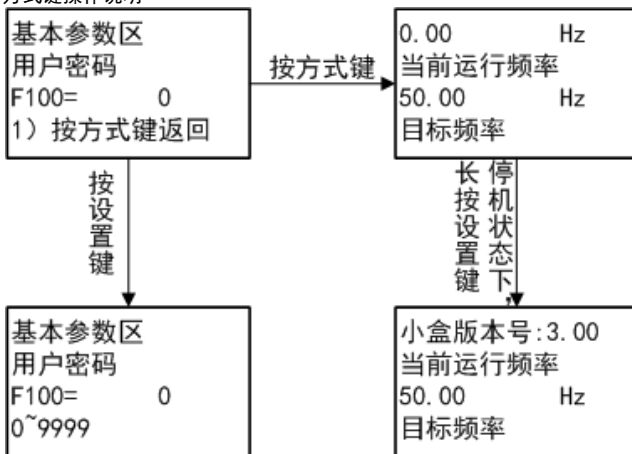 方式键操作说明
基本参数区
用户密码
F100= 0
1）按方式键返回
按方式键
0.00 Hz
当前运行频率
50.00 Hz
目标频率
按设置键
停机状态下,
长按设置键
基本参数区
用户密码
F100= 0
0~9999
小盒版本号:3.00
当前运行频率
50.00 Hz
目标频率